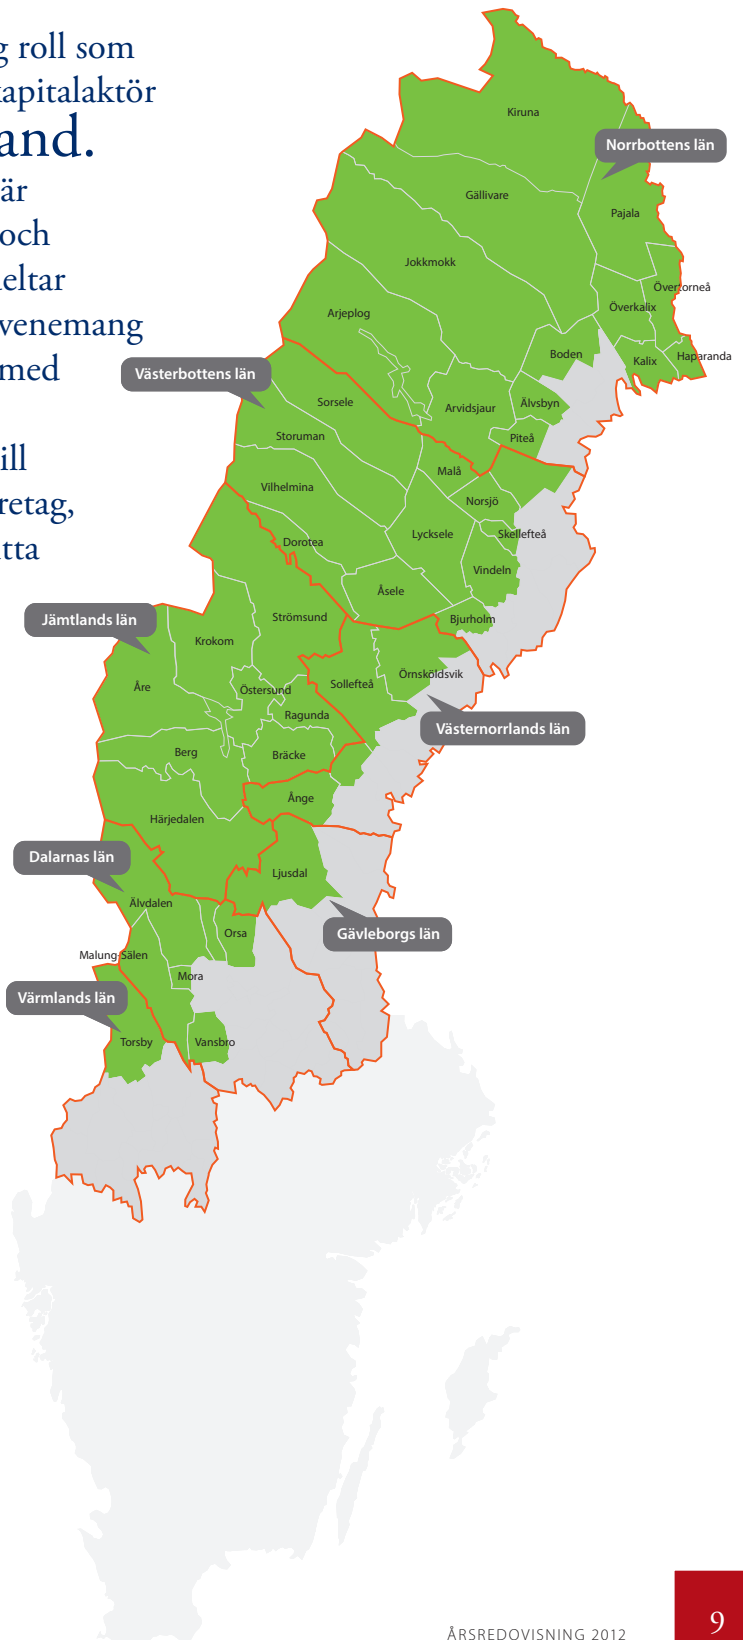 g roll som
kapitalaktör
and.
är
och
deltar
venemang
med
ill
retag,
tta
Kiruna
Norrbottens län
Gällivare
Pajala
Jokkmokk
Övertorneå
Överkalix
Arjeplog
Boden
Haparanda
Kalix
Västerbottens län
Sorsele
Arvidsjaur
Älvsbyn
Storuman
Piteå
Malå
Vilhelmina
Norsjö
Lycksele
Skellefteå
Dorotea
Vindeln
Åsele
Jämtlands län
Strömsund
Bjurholm
Krokom
Örnsköldsvik
Åre
Östersund
Sollefteå
Ragunda
Västernorrlands län
Berg
Bräcke
Ånge
Härjedalen
Dalarnas län
Ljusdal
Älvdalen
Orsa
Gävleborgs län
Malung-Sälen
Mora
Värmlands län
Torsby
Vansbro
ÅRSREDOVISNING 2012
9